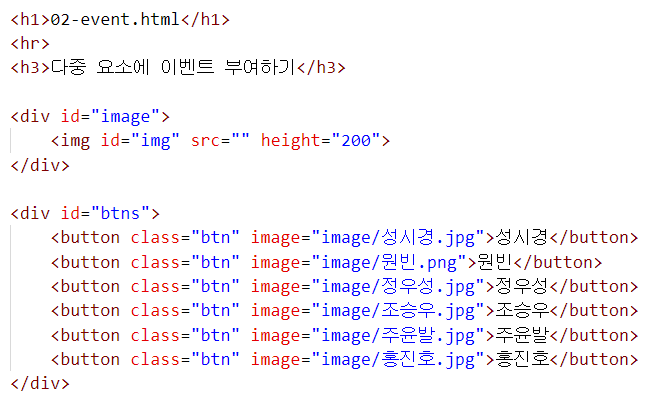 <h1>02-event.html</h1>
<hr>
<h3>다중 요소에 이벤트 부여하기</h3>
<div id="image">
<img id="img" src="" height="200">
</div>
<div id="btns">
<button class="btn" image="image/성시경.jpg">성시경</button>
<button class="btn" image="image/원빈.png">원빈</button>
<button class="btn" image="image/정우성.jpg">정우성</button>
<button class="btn" image="image/조승우.jpg">조승우</button>
<button class="btn" image="image/주윤발.jpg">주윤발</button>
<button class="btn" image="image/홍진호.jpg">홍진호</button>
</div>